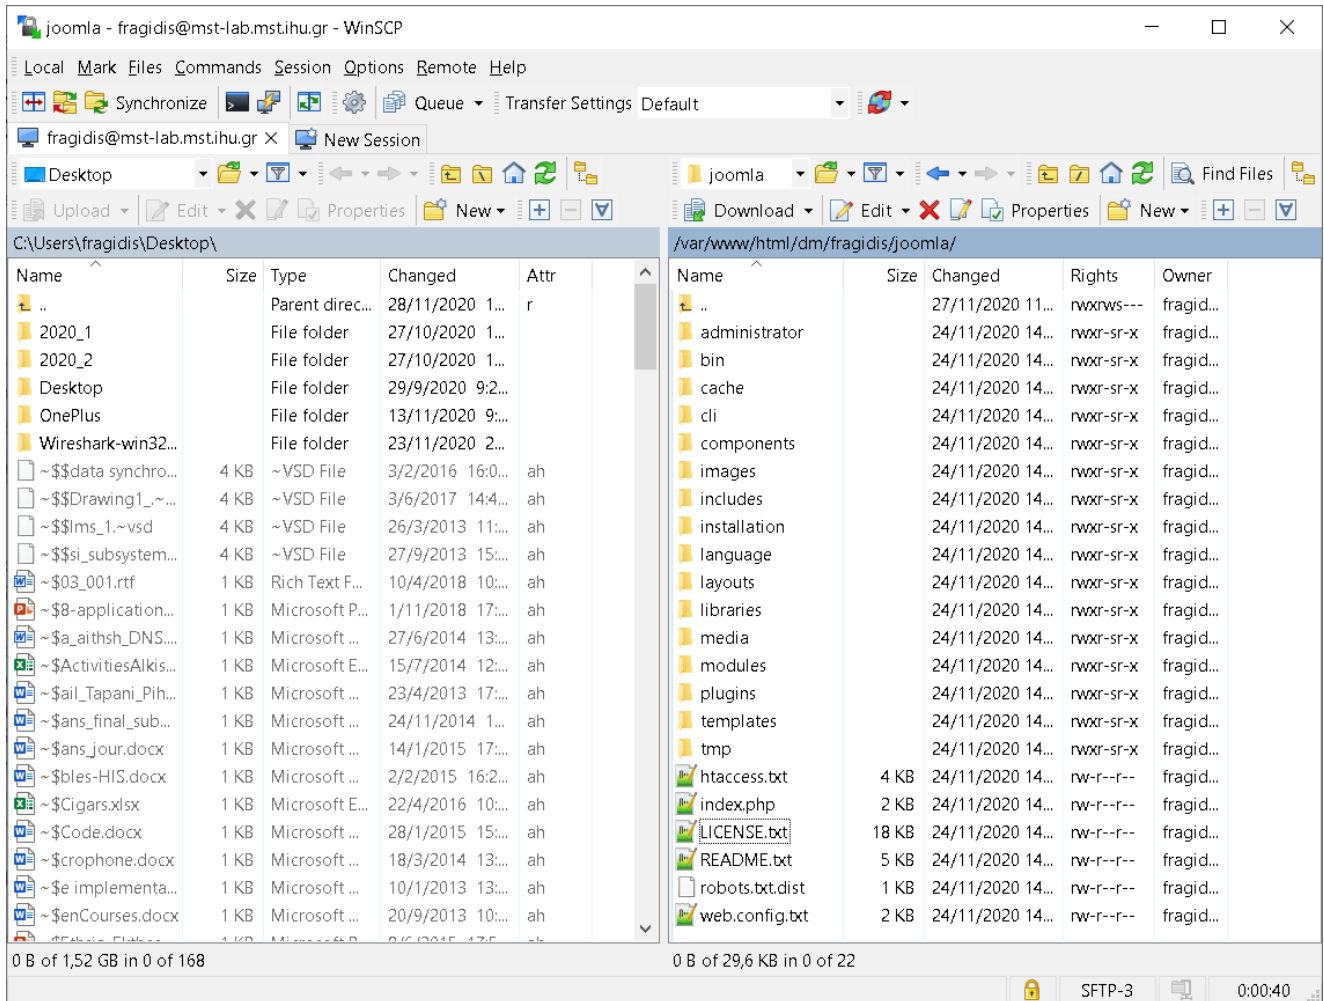 joomla - fragidis@mst-lab.mst.ihu.gr - WinSCP
Local Mark Files Commands Session Options Remote Help
Synchronize Queue Transfer Settings Default
fragidis@mst-lab.mst.ihu.gr New Session
Desktop
joomla Find Files
Upload Edit Properties New
Download Edit Properties New
C:\Users\fragidis\Desktop\
Name Size Type Changed Attr
.. Parent direc... 28/11/2020 1... r
2020_1 File folder 27/10/2020 1...
2020_2 File folder 27/10/2020 1...
Desktop File folder 29/9/2020 9:2...
OnePlus File folder 13/11/2020 9:...
Wireshark-win32... File folder 23/11/2020 2...
~$$data synchro... 4 KB ~VSD File 3/2/2016 16:0... ah
~$$Drawing1_.~... 4 KB ~VSD File 3/6/2017 14:4... ah
~$$lms_1.~vsd 4 KB ~VSD File 26/3/2013 11:... ah
~$$si_subsystem... 4 KB ~VSD File 27/9/2013 15:... ah
~$03_001.rtf 1 KB Rich Text F... 10/4/2018 10:... ah
~$8-application... 1 KB Microsoft P... 1/11/2018 17:... ah
~$a_aithsh_DNS.... 1 KB Microsoft ... 27/6/2014 13:... ah
~$ActivitiesAlkis... 1 KB Microsoft E... 15/7/2014 12:... ah
~$ail_Tapani_Pih... 1 KB Microsoft ... 23/4/2013 17:... ah
~$ans_final_sub... 1 KB Microsoft ... 24/11/2014 1... ah
~$ans_jour.docx 1 KB Microsoft ... 14/1/2015 17:... ah
~$bles-HIS.docx 1 KB Microsoft ... 2/2/2015 16:2... ah
~$Cigars.xlsx 1 KB Microsoft E... 22/4/2016 10:... ah
~$Code.docx 1 KB Microsoft ... 28/1/2015 15:... ah
~$crophone.docx 1 KB Microsoft ... 18/3/2014 13:... ah
~$e implementa... 1 KB Microsoft ... 10/1/2013 13:... ah
~$enCourses.docx 1 KB Microsoft ... 20/9/2013 10:... ah
0 B of 1,52 GB in 0 of 168
/var/www/html/dm/fragidis/joomla/
Name Size Changed Rights Owner
.. 27/11/2020 11... rwxrws--- fragid...
administrator 24/11/2020 14... rwxr-sr-x fragid...
bin 24/11/2020 14... rwxr-sr-x fragid...
cache 24/11/2020 14... rwxr-sr-x fragid...
cli 24/11/2020 14... rwxr-sr-x fragid...
components 24/11/2020 14... rwxr-sr-x fragid...
images 24/11/2020 14... rwxr-sr-x fragid...
includes 24/11/2020 14... rwxr-sr-x fragid...
installation 24/11/2020 14... rwxr-sr-x fragid...
language 24/11/2020 14... rwxr-sr-x fragid...
layouts 24/11/2020 14... rwxr-sr-x fragid...
libraries 24/11/2020 14... rwxr-sr-x fragid...
media 24/11/2020 14... rwxr-sr-x fragid...
modules 24/11/2020 14... rwxr-sr-x fragid...
plugins 24/11/2020 14... rwxr-sr-x fragid...
templates 24/11/2020 14... rwxr-sr-x fragid...
tmp 24/11/2020 14... rwxr-sr-x fragid...
htaccess.txt 4 KB 24/11/2020 14... rw-r--r-- fragid...
index.php 2 KB 24/11/2020 14... rw-r--r-- fragid...
LICENSE.txt 18 KB 24/11/2020 14... rw-r--r-- fragid...
README.txt 5 KB 24/11/2020 14... rw-r--r-- fragid...
robots.txt.dist 1 KB 24/11/2020 14... rw-r--r-- fragid...
web.config.txt 2 KB 24/11/2020 14... rw-r--r-- fragid...
0 B of 29,6 KB in 0 of 22
SFTP-3 0:00:40